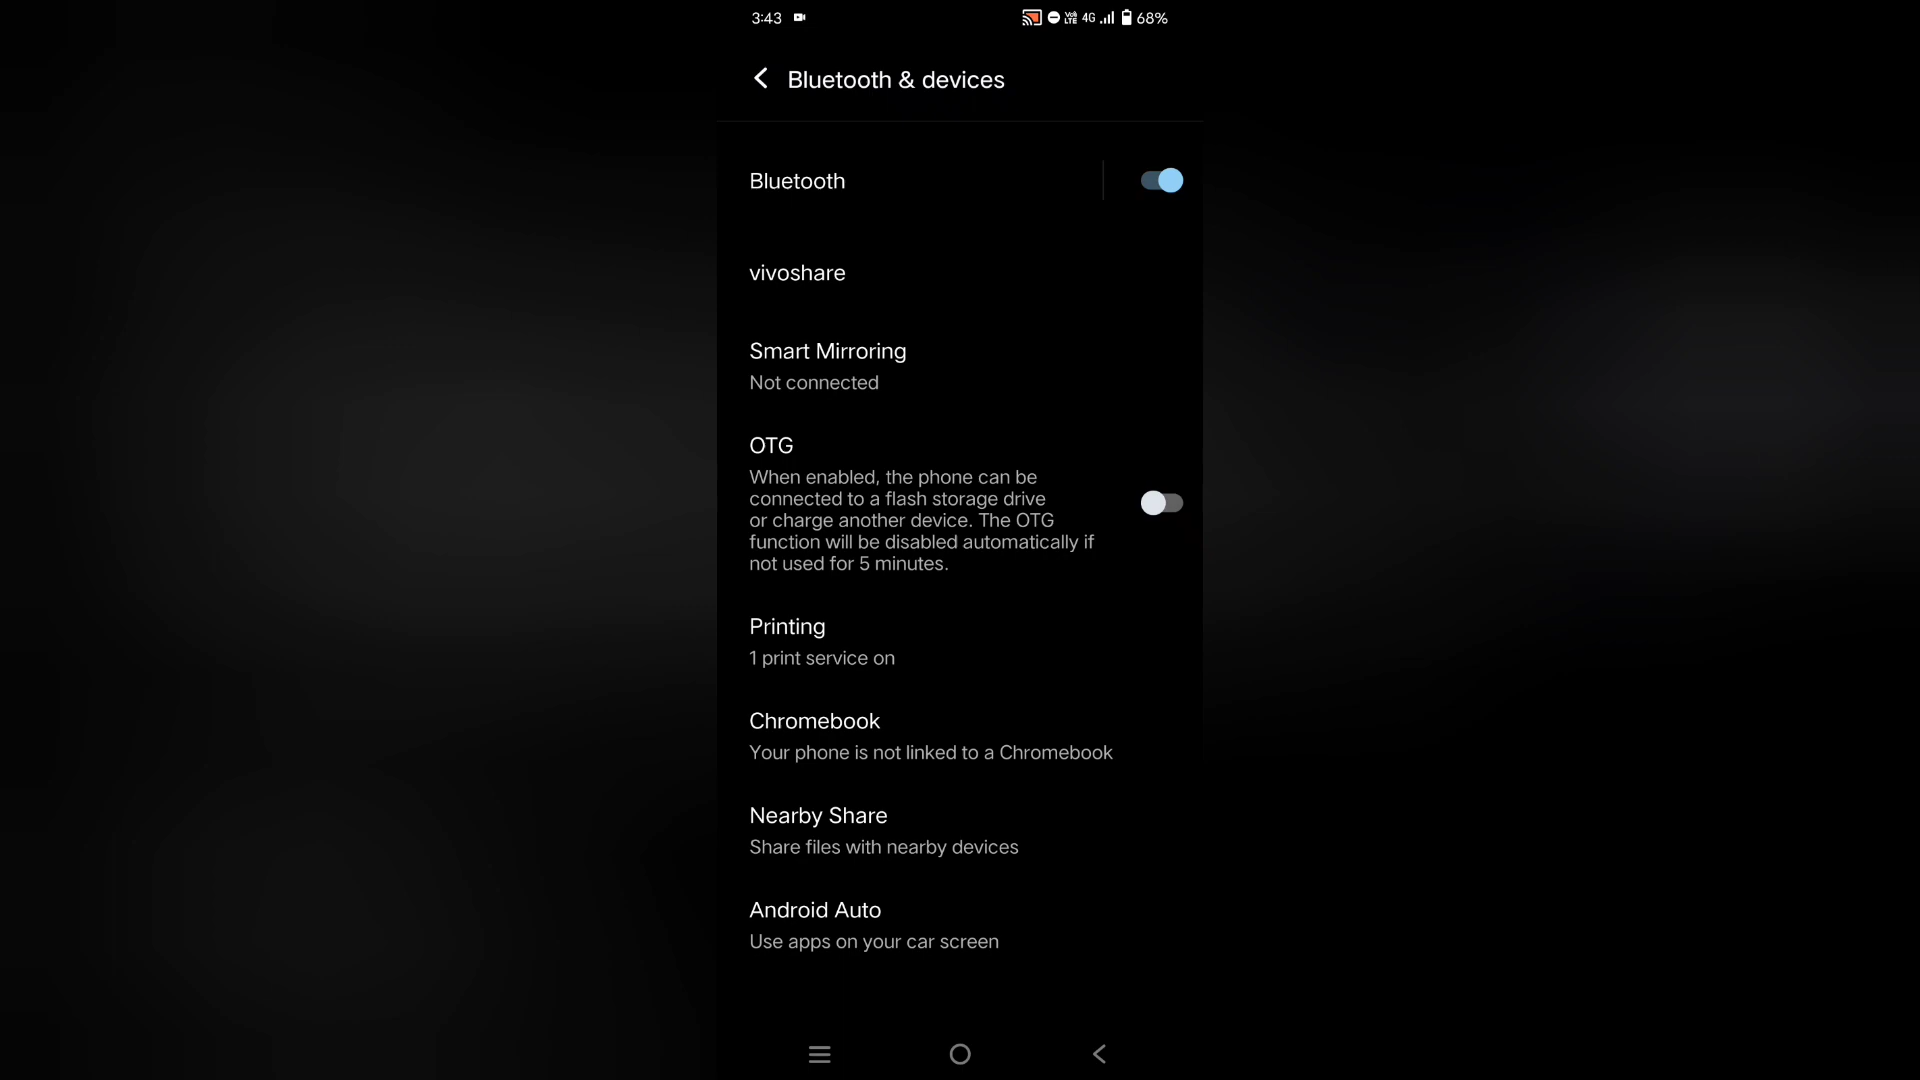 3:43
Vo)) LTE 4G 68%
Bluetooth & devices
Bluetooth
vivoshare
Smart Mirroring
Not connected
OTG
When enabled, the phone can be
connected to a flash storage drive
or charge another device. The OTG
function will be disabled automatically if
not used for 5 minutes.
Printing
1 print service on
Chromebook
Your phone is not linked to a Chromebook
Nearby Share
Share files with nearby devices
Android Auto
Use apps on your car screen